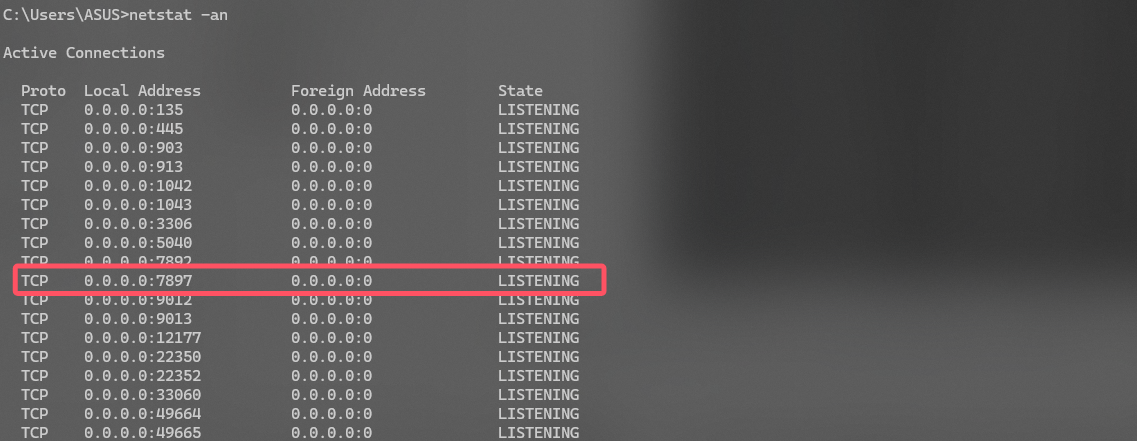 C:\Users\ASUS>netstat -an
Active Connections
Proto Local Address Foreign Address State
TCP 0.0.0.0:135 0.0.0.0:0 LISTENING
TCP 0.0.0.0:445 0.0.0.0:0 LISTENING
TCP 0.0.0.0:903 0.0.0.0:0 LISTENING
TCP 0.0.0.0:913 0.0.0.0:0 LISTENING
TCP 0.0.0.0:1042 0.0.0.0:0 LISTENING
TCP 0.0.0.0:1043 0.0.0.0:0 LISTENING
TCP 0.0.0.0:3306 0.0.0.0:0 LISTENING
TCP 0.0.0.0:5040 0.0.0.0:0 LISTENING
TCP 0.0.0.0:7892 0.0.0.0:0 LISTENING
TCP 0.0.0.0:7897 0.0.0.0:0 LISTENING
TCP 0.0.0.0:9012 0.0.0.0:0 LISTENING
TCP 0.0.0.0:9013 0.0.0.0:0 LISTENING
TCP 0.0.0.0:12177 0.0.0.0:0 LISTENING
TCP 0.0.0.0:22350 0.0.0.0:0 LISTENING
TCP 0.0.0.0:22352 0.0.0.0:0 LISTENING
TCP 0.0.0.0:33060 0.0.0.0:0 LISTENING
TCP 0.0.0.0:49664 0.0.0.0:0 LISTENING
TCP 0.0.0.0:49665 0.0.0.0:0 LISTENING